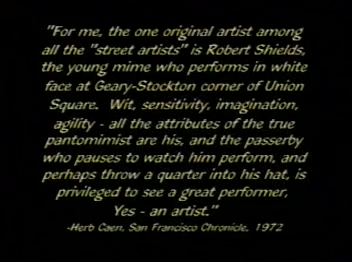 "For me, the one original artist among
all the "street artists" is Robert Shields,
the young mime who performs in white
face at Geary-Stockton corner of Union
Square. Wit, sensitivity, imagination,
agility - all the attributes of the true
pantomimist are his, and the passerby
who pauses to watch him perform, and
perhaps throw a quarter into his hat, is
privileged to see a great performer,
Yes - an artist."
-Herb Caen, San Francisco Chronicle, 1972